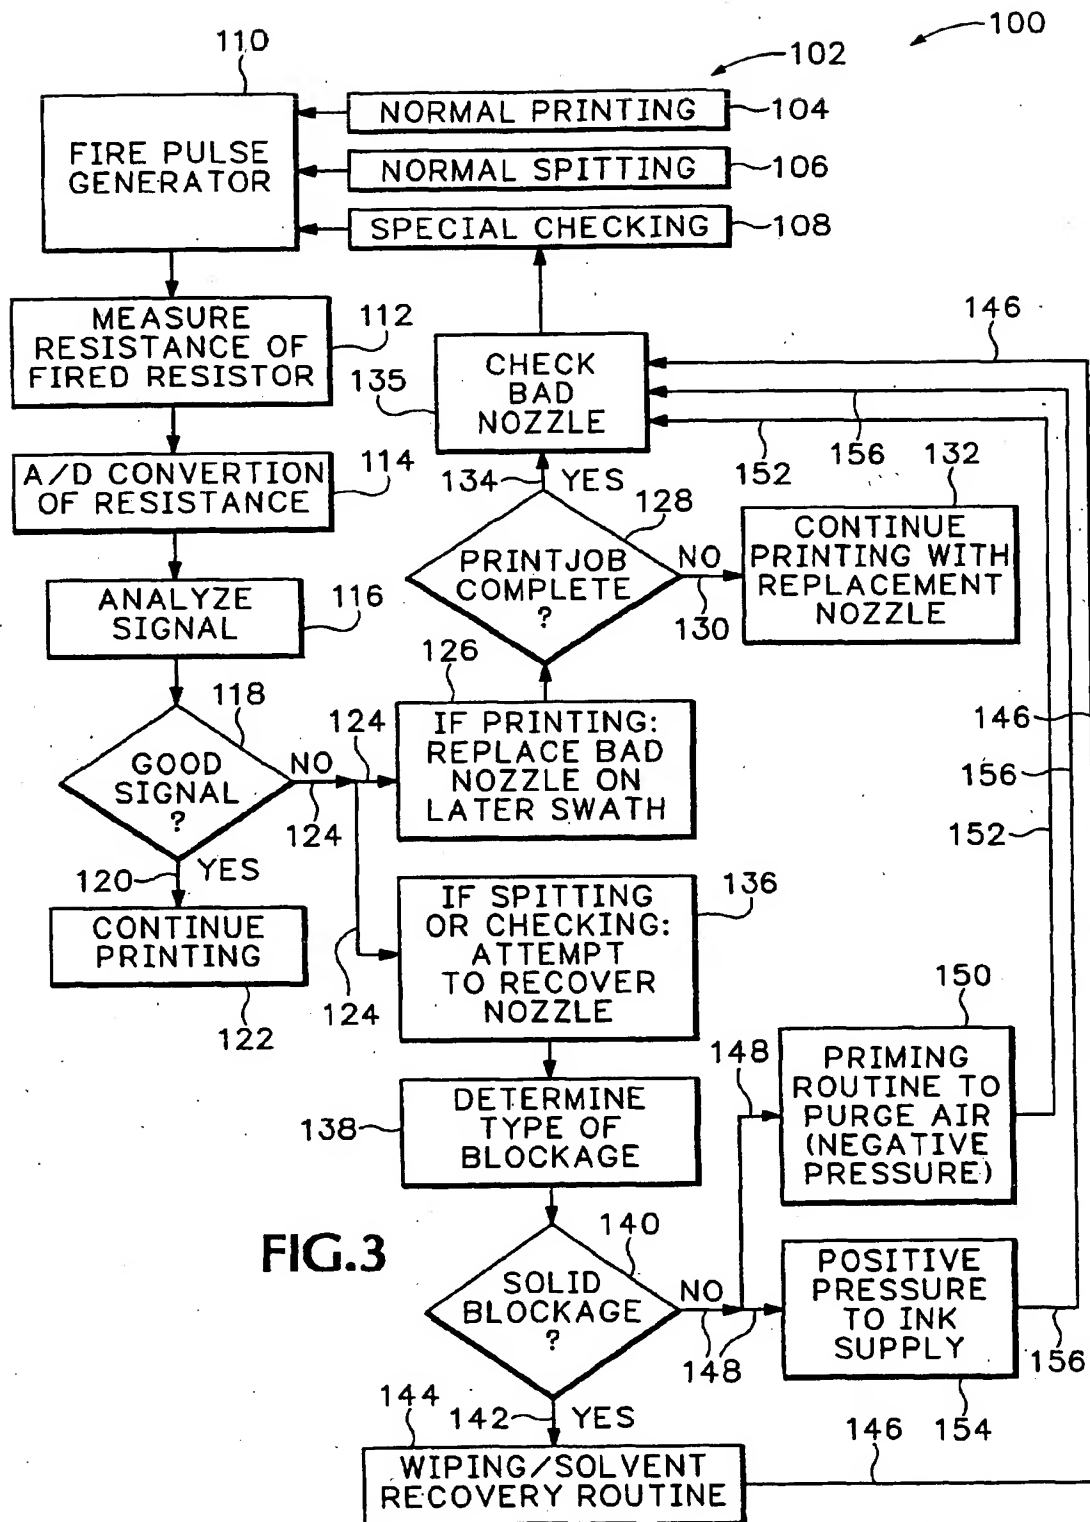 100
102
110
NORMAL PRINTING
104
FIRE PULSE
GENERATOR
NORMAL SPITTING
106
SPECIAL CHECKING
108
MEASURE
RESISTANCE OF
FIRED RESISTOR
112
146
CHECK
BAD
NOZZLE
135
156
152
132
A/D CONVERTION
OF RESISTANCE
114
134
YES
128
PRINTJOB
COMPLETE
?
NO
130
CONTINUE
PRINTING WITH
REPLACEMENT
NOZZLE
ANALYZE
SIGNAL
116
126
118
GOOD
SIGNAL
?
NO
124
124
IF PRINTING:
REPLACE BAD
NOZZLE ON
LATER SWATH
146
156
152
120
YES
CONTINUE
PRINTING
122
124
IF SPITTING
OR CHECKING:
ATTEMPT
TO RECOVER
NOZZLE
136
150
148
PRIMING
ROUTINE TO
PURGE AIR
(NEGATIVE
PRESSURE)
138
DETERMINE
TYPE OF
BLOCKAGE
FIG.3
140
SOLID
BLOCKAGE
?
NO
148
POSITIVE
PRESSURE
TO INK
SUPPLY
156
154
144
142
YES
WIPING/SOLVENT
RECOVERY ROUTINE
146